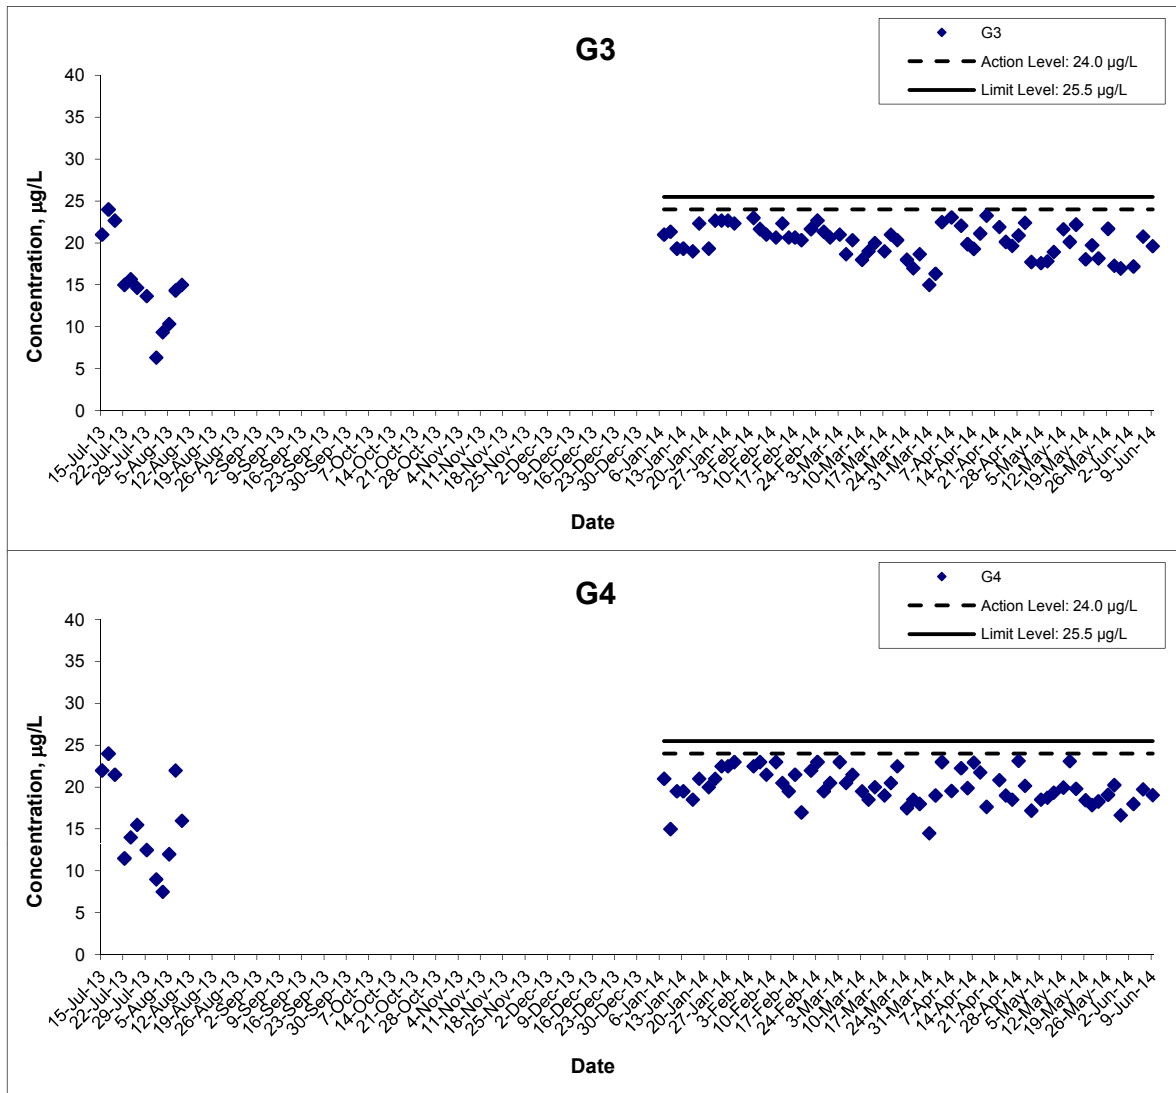 G3
G3
Action Level: 24.0 µg/L
Limit Level: 25.5 µg/L
40
35
30
25
20
15
10
5
0
Concentration, µg/L
15-Jul-13
22-Jul-13
29-Jul-13
5-Aug-13
12-Aug-13
19-Aug-13
26-Aug-13
2-Sep-13
9-Sep-13
16-Sep-13
23-Sep-13
30-Sep-13
7-Oct-13
14-Oct-13
21-Oct-13
28-Oct-13
4-Nov-13
11-Nov-13
18-Nov-13
25-Nov-13
2-Dec-13
9-Dec-13
16-Dec-13
23-Dec-13
30-Dec-13
6-Jan-14
13-Jan-14
20-Jan-14
27-Jan-14
3-Feb-14
10-Feb-14
17-Feb-14
24-Feb-14
3-Mar-14
10-Mar-14
17-Mar-14
24-Mar-14
31-Mar-14
7-Apr-14
14-Apr-14
21-Apr-14
28-Apr-14
5-May-14
12-May-14
19-May-14
26-May-14
2-Jun-14
9-Jun-14
Date
G4
G4
Action Level: 24.0 µg/L
Limit Level: 25.5 µg/L
40
35
30
25
20
15
10
5
0
Concentration, µg/L
15-Jul-13
22-Jul-13
29-Jul-13
5-Aug-13
12-Aug-13
19-Aug-13
26-Aug-13
2-Sep-13
9-Sep-13
16-Sep-13
23-Sep-13
30-Sep-13
7-Oct-13
14-Oct-13
21-Oct-13
28-Oct-13
4-Nov-13
11-Nov-13
18-Nov-13
25-Nov-13
2-Dec-13
9-Dec-13
16-Dec-13
23-Dec-13
30-Dec-13
6-Jan-14
13-Jan-14
20-Jan-14
27-Jan-14
3-Feb-14
10-Feb-14
17-Feb-14
24-Feb-14
3-Mar-14
10-Mar-14
17-Mar-14
24-Mar-14
31-Mar-14
7-Apr-14
14-Apr-14
21-Apr-14
28-Apr-14
5-May-14
12-May-14
19-May-14
26-May-14
2-Jun-14
9-Jun-14
Date